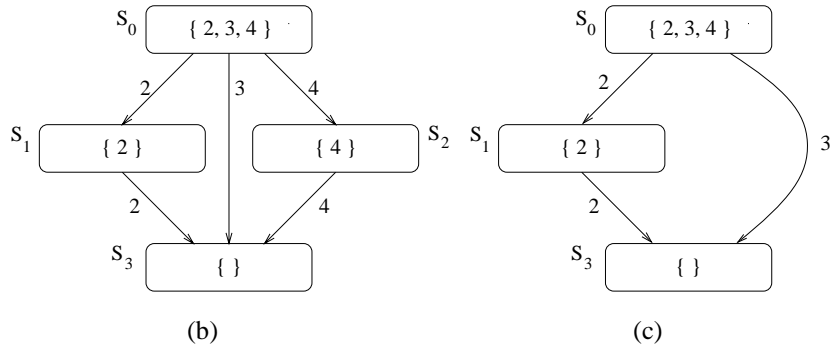 S0 { 2, 3, 4 }
S0 { 2, 3, 4 }
2 3 4
2
S1 { 2 }
{ 4 } S2
S1 { 2 }
3
2 4
2
S3 { }
S3 { }
(b)
(c)